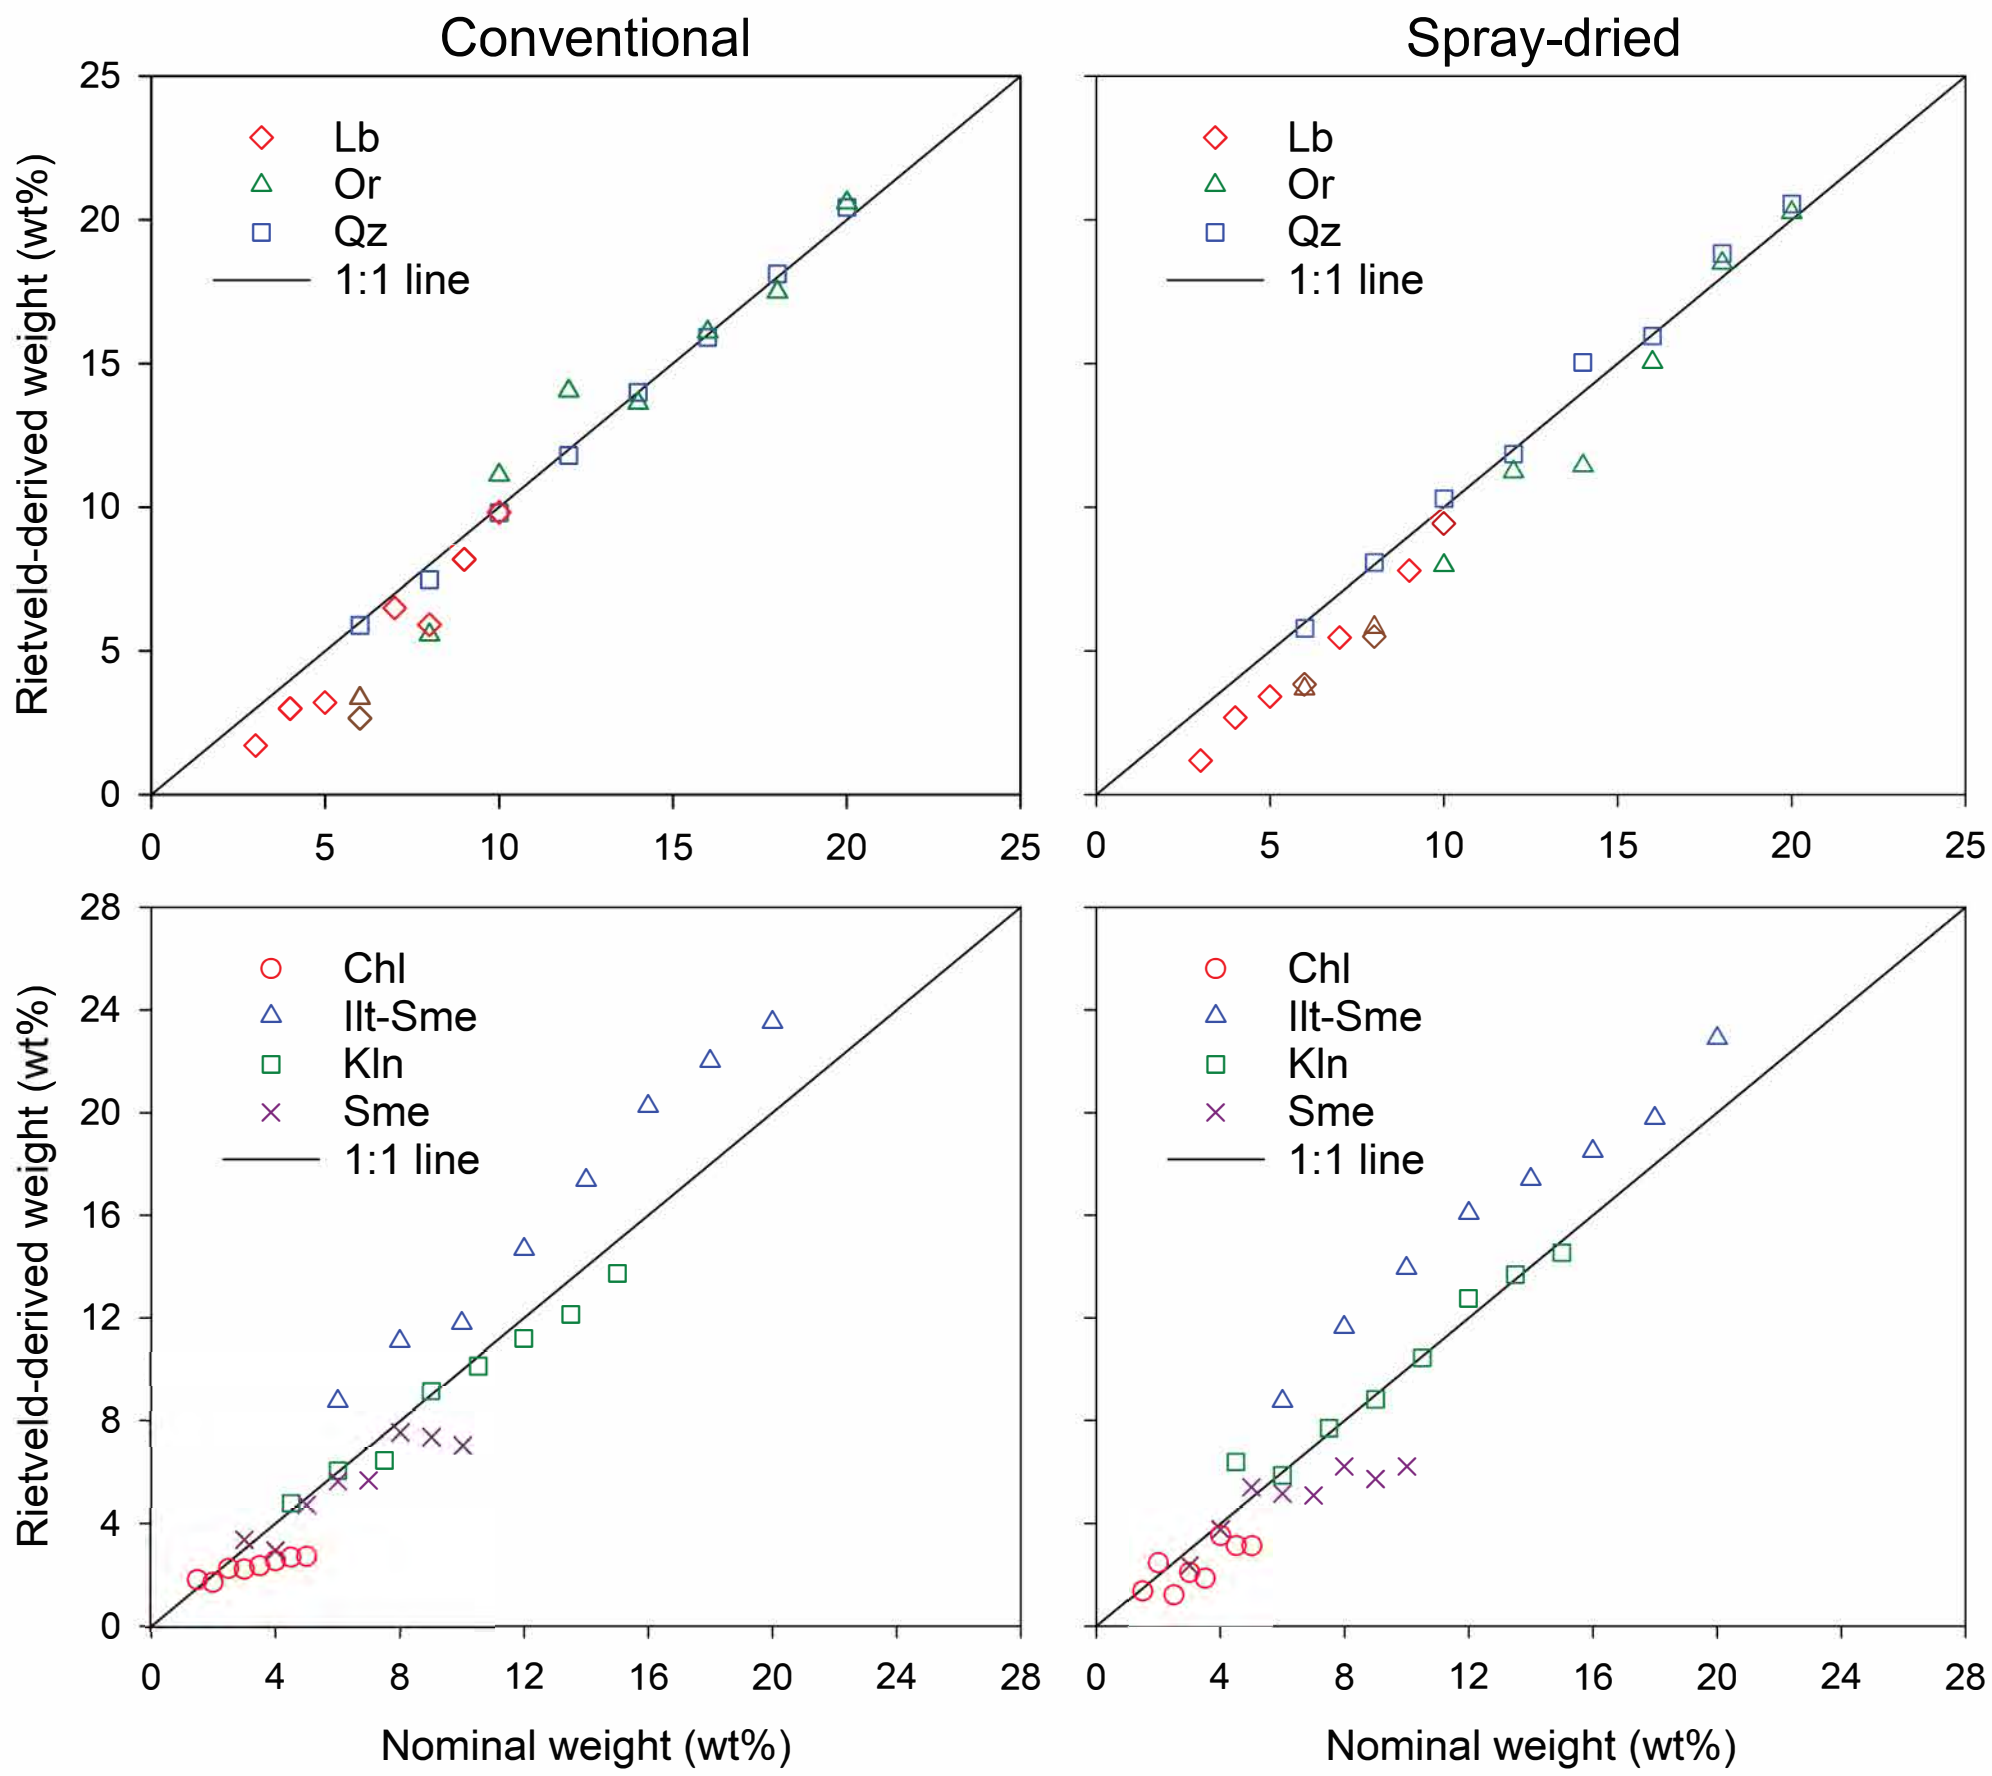 Conventional
Spray-dried
25
20
15
10
5
0
Rietveld-derived weight (wt%)
Lb
Or
Qz
1:1 line
0 5 10 15 20 25
Lb
Or
Qz
1:1 line
0 5 10 15 20 25
28
24
20
16
12
8
4
0
Rietveld-derived weight (wt%)
Chl
Ilt-Sme
Kln
Sme
1:1 line
0 4 8 12 16 20 24 28
Nominal weight (wt%)
Chl
Ilt-Sme
Kln
Sme
1:1 line
0 4 8 12 16 20 24 28
Nominal weight (wt%)